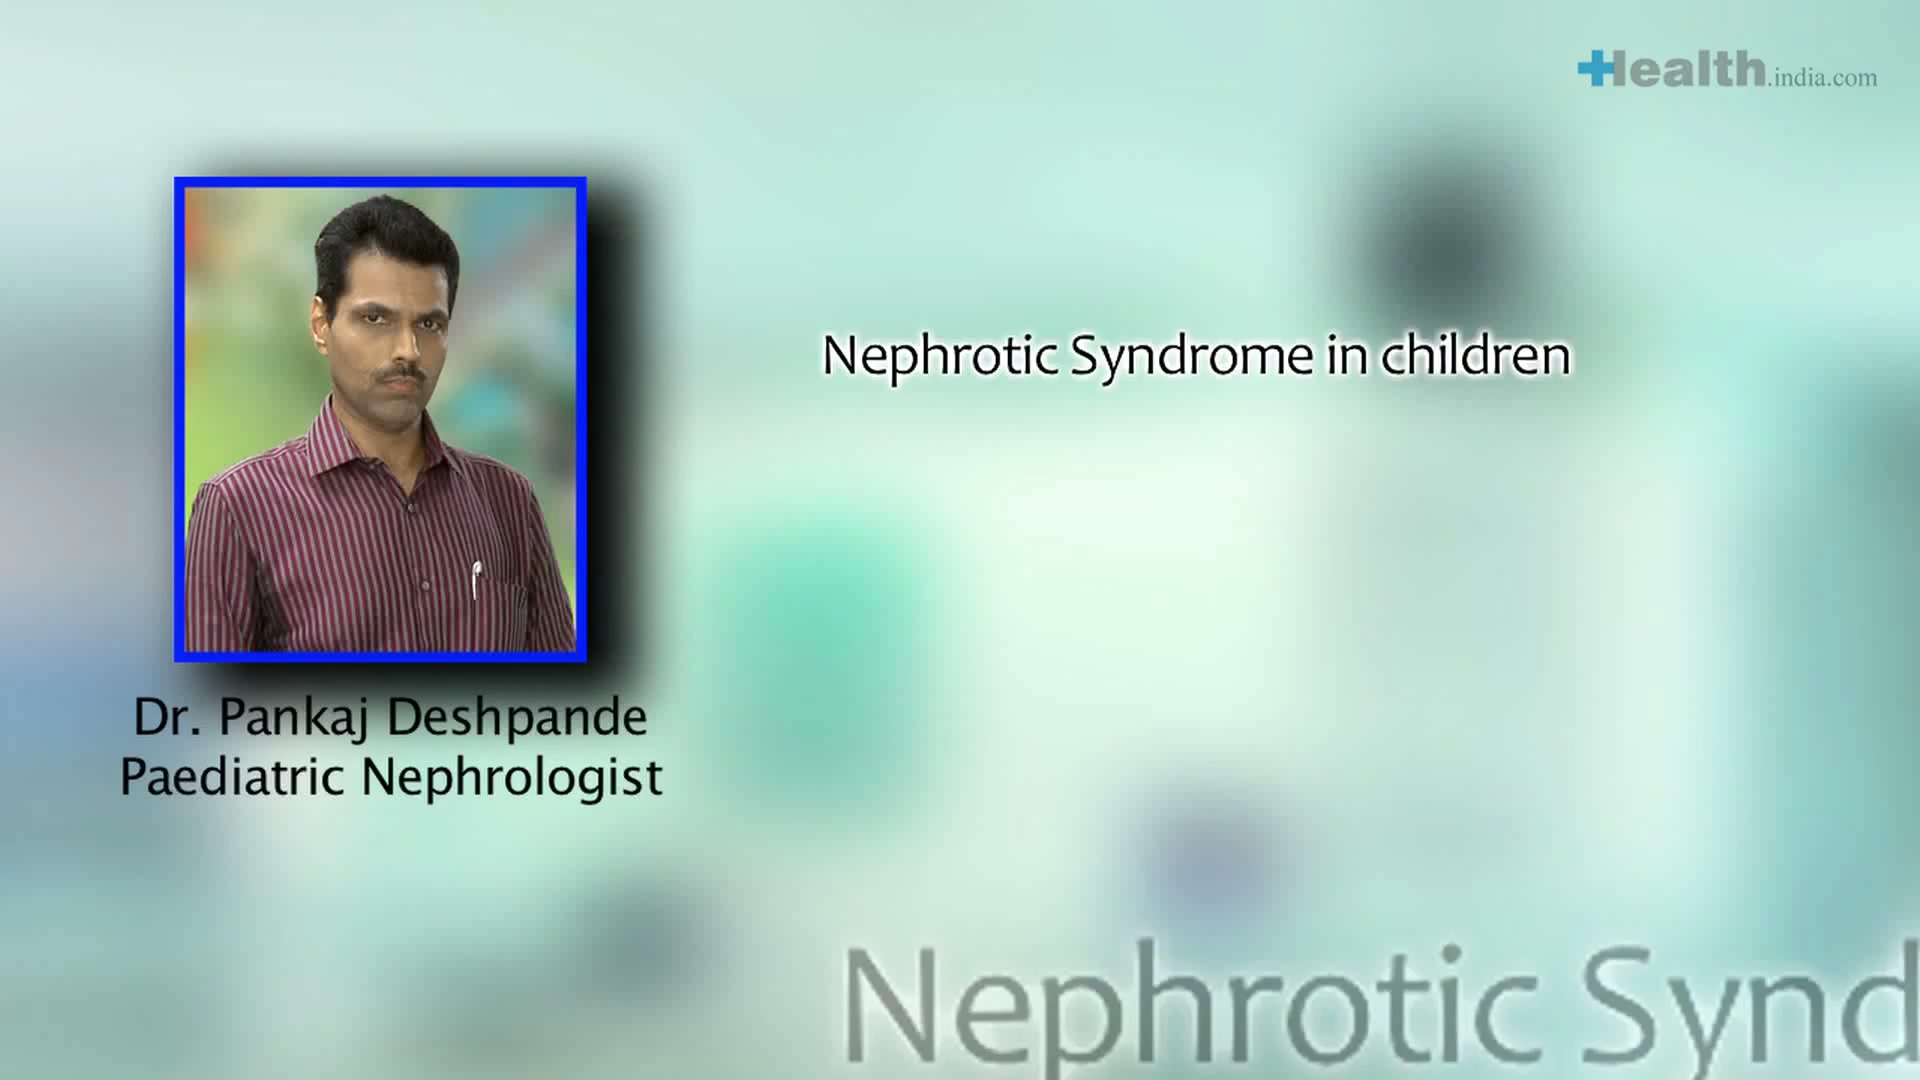 Health.india.com
Nephrotic Syndrome in children
Dr. Pankaj Deshpande
Paediatric Nephrologist
Nephrotic Synd